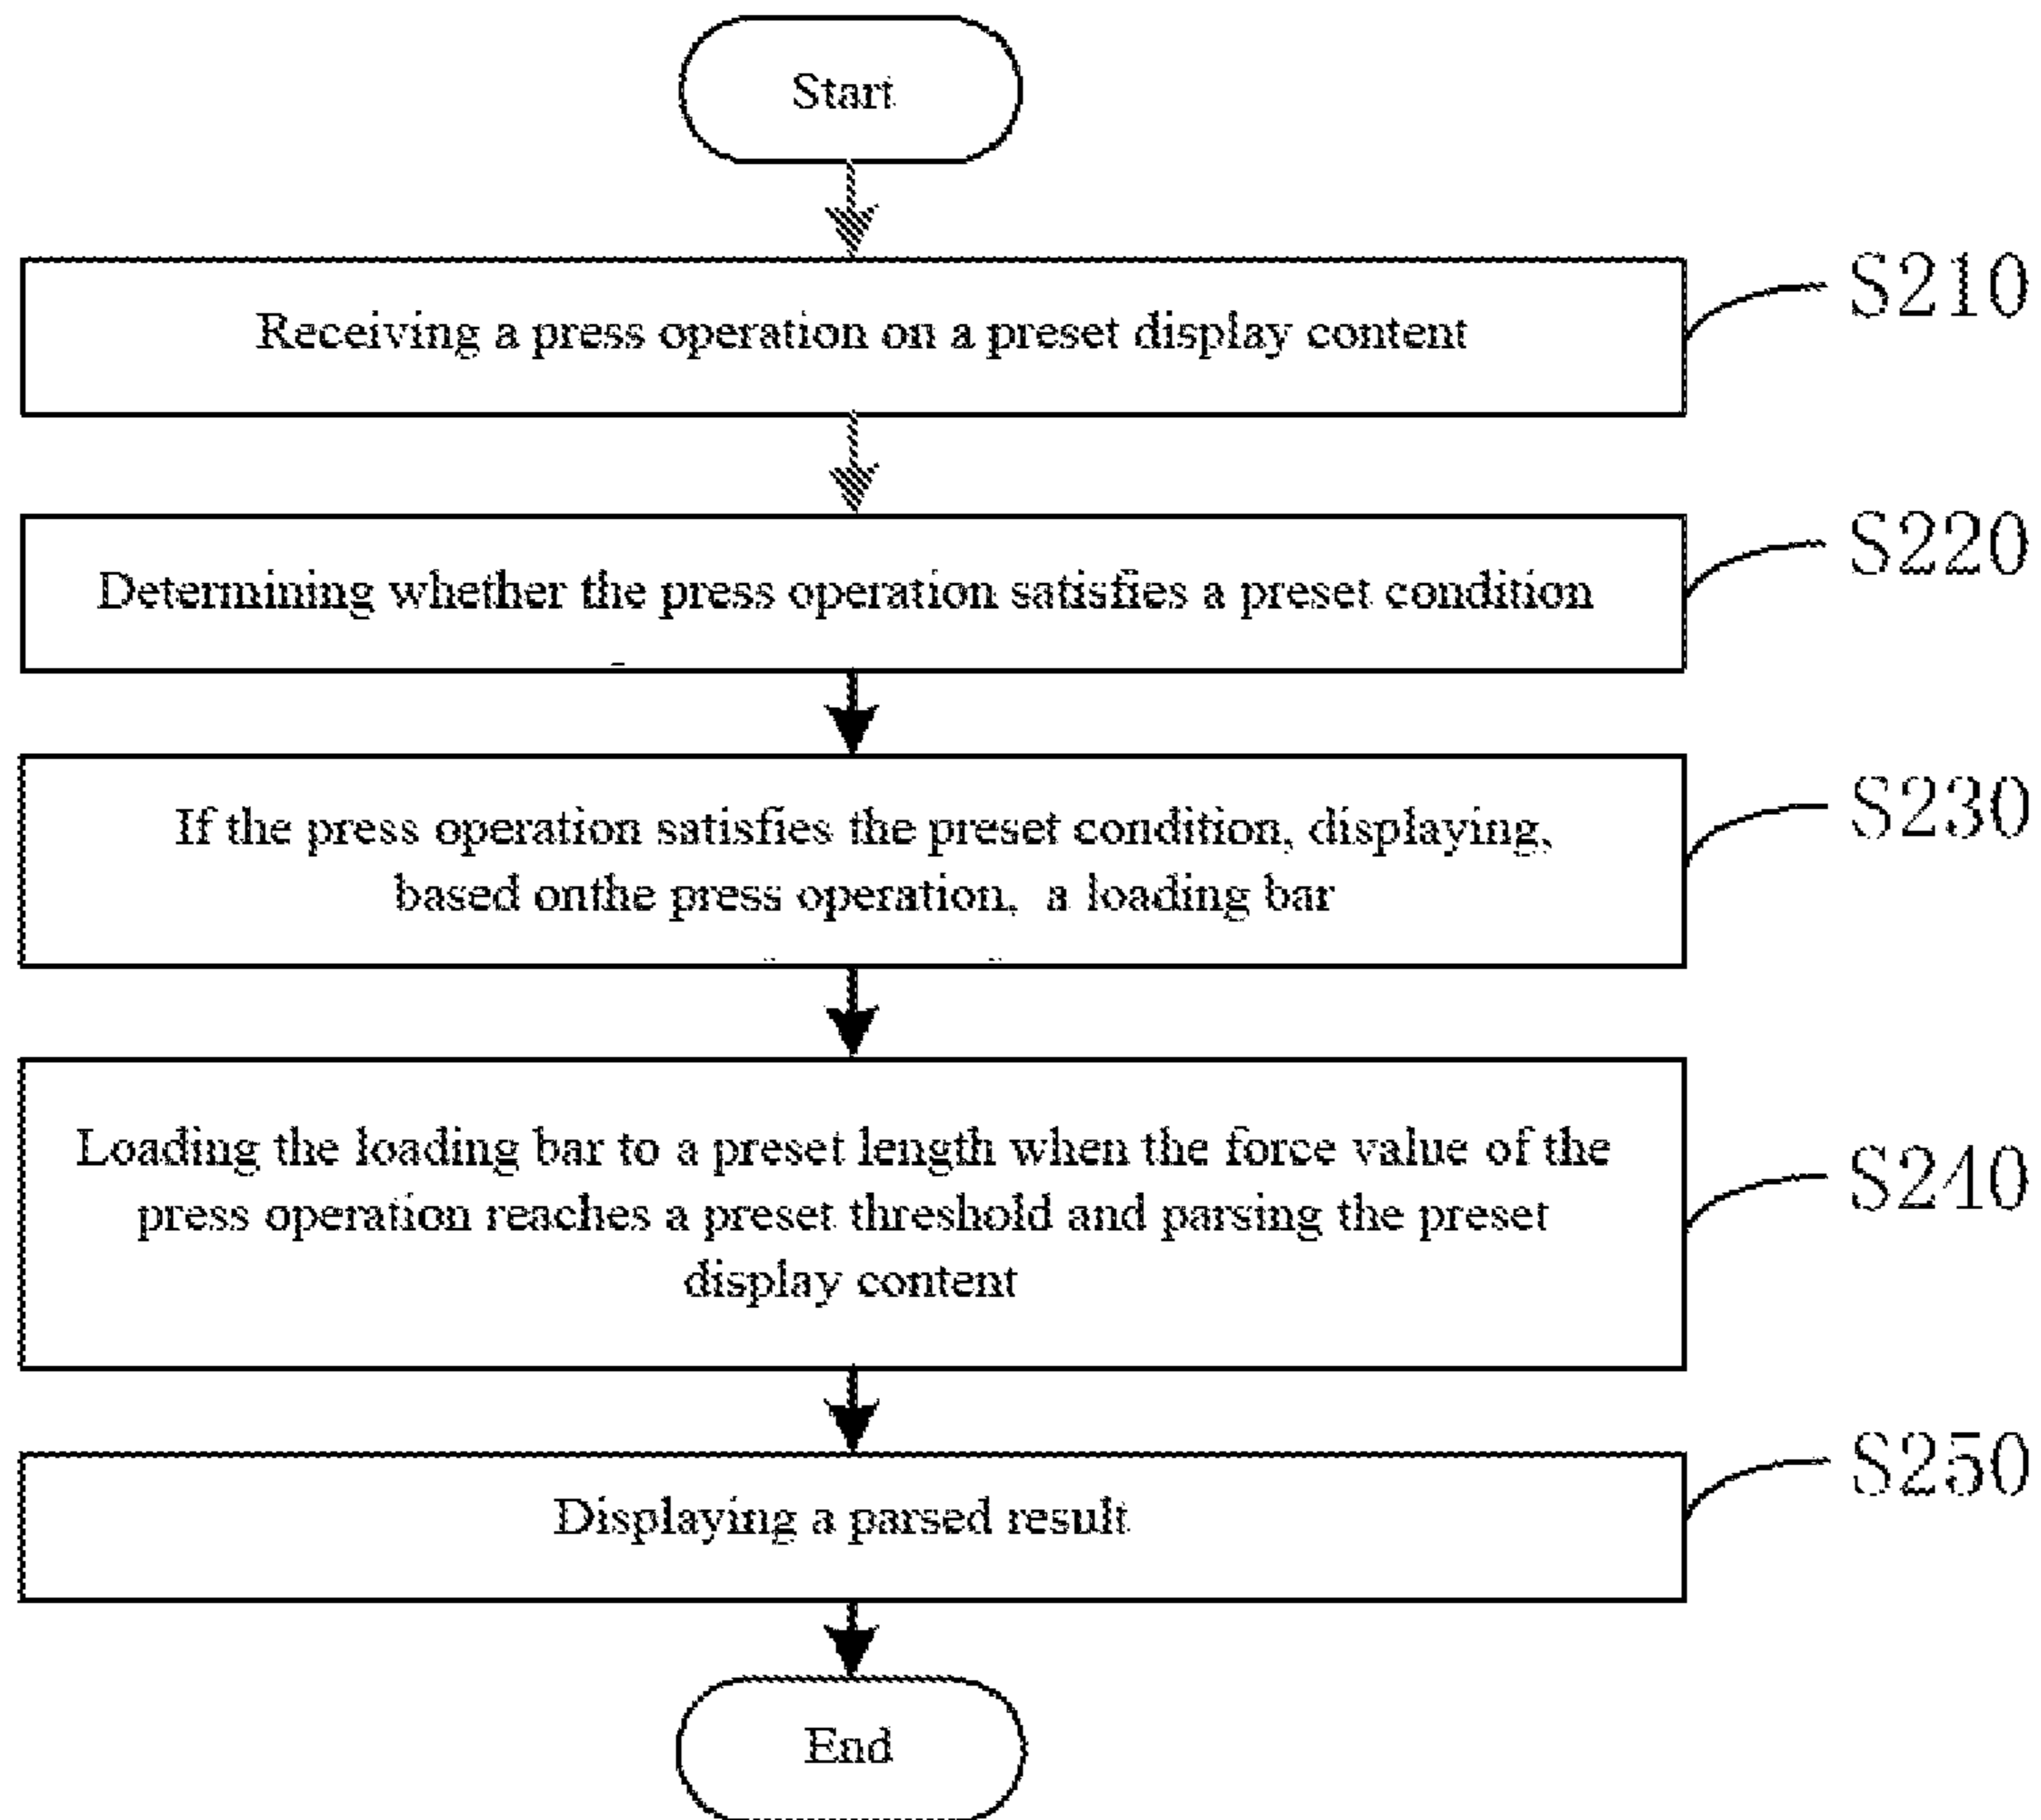 Start
Receiving a press operation on a preset display content
S210
Determining whether the press operation satisfies a preset condition
S220
If the press operation satisfies the preset condition, displaying,
based onthe press operation, a loading bar
S230
Loading the loading bar to a preset length when the force value of the
press operation reaches a preset threshold and parsing the preset
display content
S240
Displaying a parsed result
S250
End